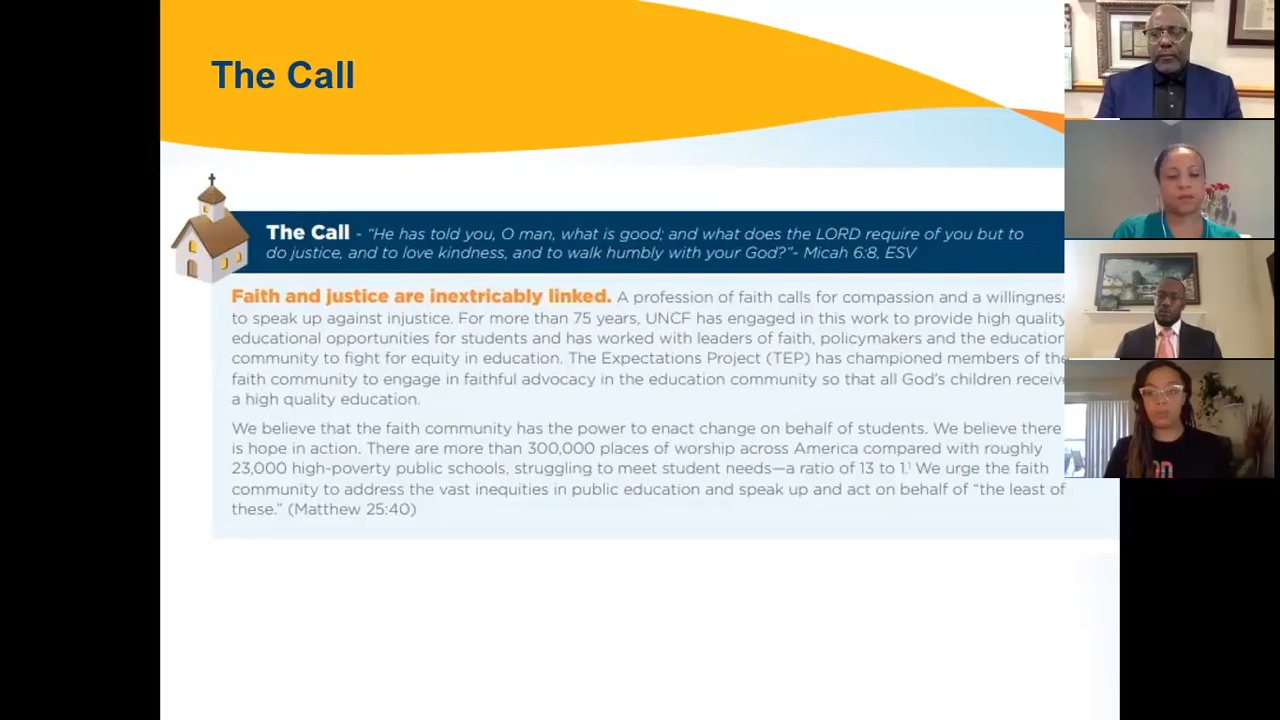 The Call
The Call - “He has told you, O man, what is good; and what does the LORD require of you but to
do justice, and to love kindness, and to walk humbly with your God?”- Micah 6:8, ESV
Faith and justice are inextricably linked. A profession of faith calls for compassion and a willingness
to speak up against injustice. For more than 75 years, UNCF has engaged in this work to provide high quality
educational opportunities for students and has worked with leaders of faith, policymakers and the education
community to fight for equity in education. The Expectations Project (TEP) has championed members of the
faith community to engage in faithful advocacy in the education community so that all God’s children receive
a high quality education.
We believe that the faith community has the power to enact change on behalf of students. We believe there
is hope in action. There are more than 300,000 places of worship across America compared with roughly
23,000 high-poverty public schools, struggling to meet student needs—a ratio of 13 to 1.¹ We urge the faith
community to address the vast inequities in public education and speak up and act on behalf of “the least of
these.” (Matthew 25:40)